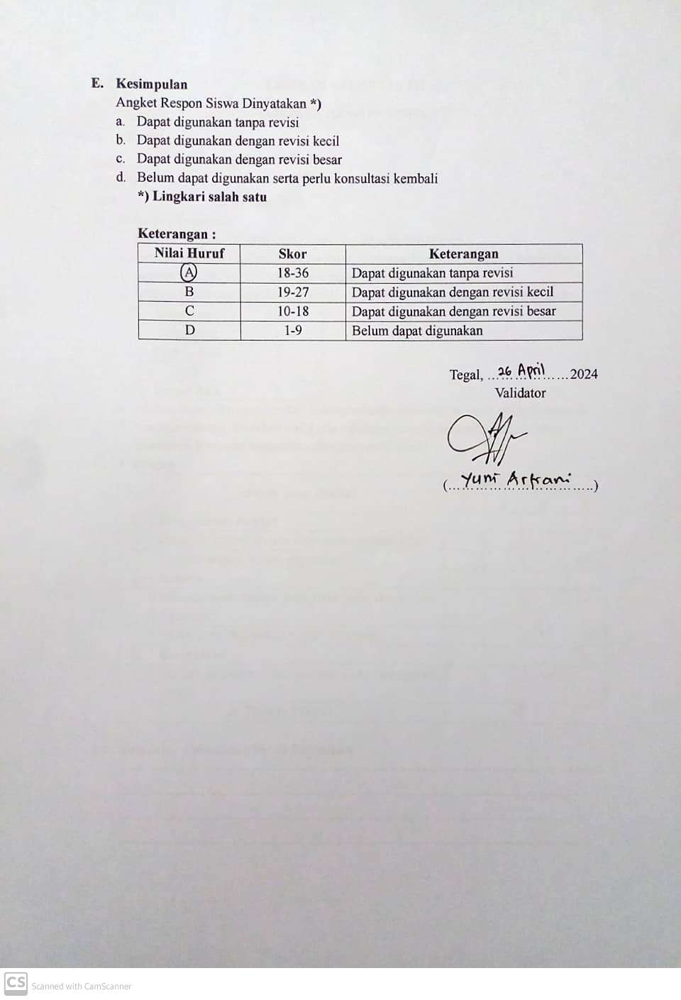 E. Kesimpulan
Angket Respon Siswa Dinyatakan *)
a. Dapat digunakan tanpa revisi
b. Dapat digunakan dengan revisi kecil
c. Dapat digunakan dengan revisi besar
d. Belum dapat digunakan serta perlu konsultasi kembali
*) Lingkari salah satu
Keterangan :
Nilai Huruf Skor Keterangan
A 18-36 Dapat digunakan tanpa revisi
B 19-27 Dapat digunakan dengan revisi kecil
C 10-18 Dapat digunakan dengan revisi besar
D 1-9 Belum dapat digunakan
Tegal, 26 April 2024
Validator
(Yuni Arkani)
CS Scanned with CamScanner